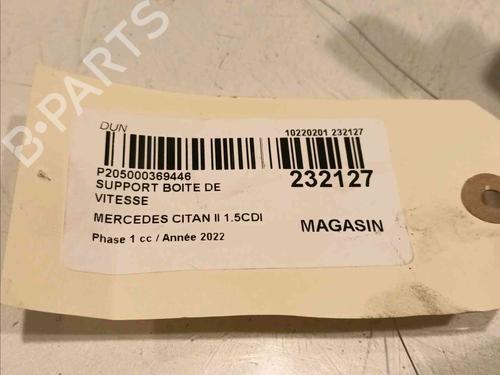 B-PARTS
DUN
10220201 232127
P205000369446
SUPPORT BOITE DE
VITESSE
232127
MERCEDES CITAN II 1.5CDI
MAGASIN
Phase 1 cc / Année 2022